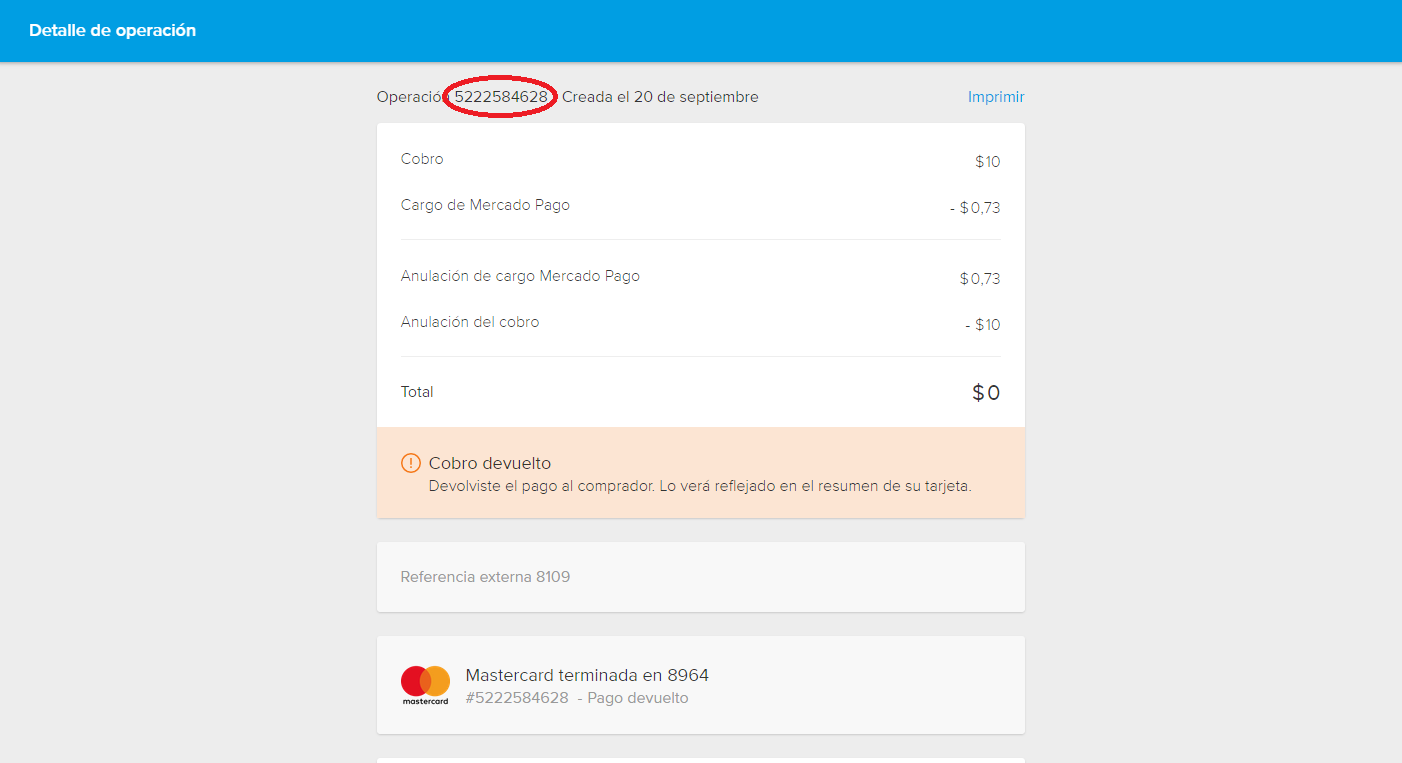 Detalle de operación
Operación 5222584628 Creada el 20 de septiembre Imprimir
Cobro $10
Cargo de Mercado Pago - $0,73
Anulación de cargo Mercado Pago $0,73
Anulación del cobro - $10
Total $0
Cobro devuelto
Devolviste el pago al comprador. Lo verá reflejado en el resumen de su tarjeta.
Referencia externa 8109
Mastercard terminada en 8964
mastercard #5222584628 - Pago devuelto